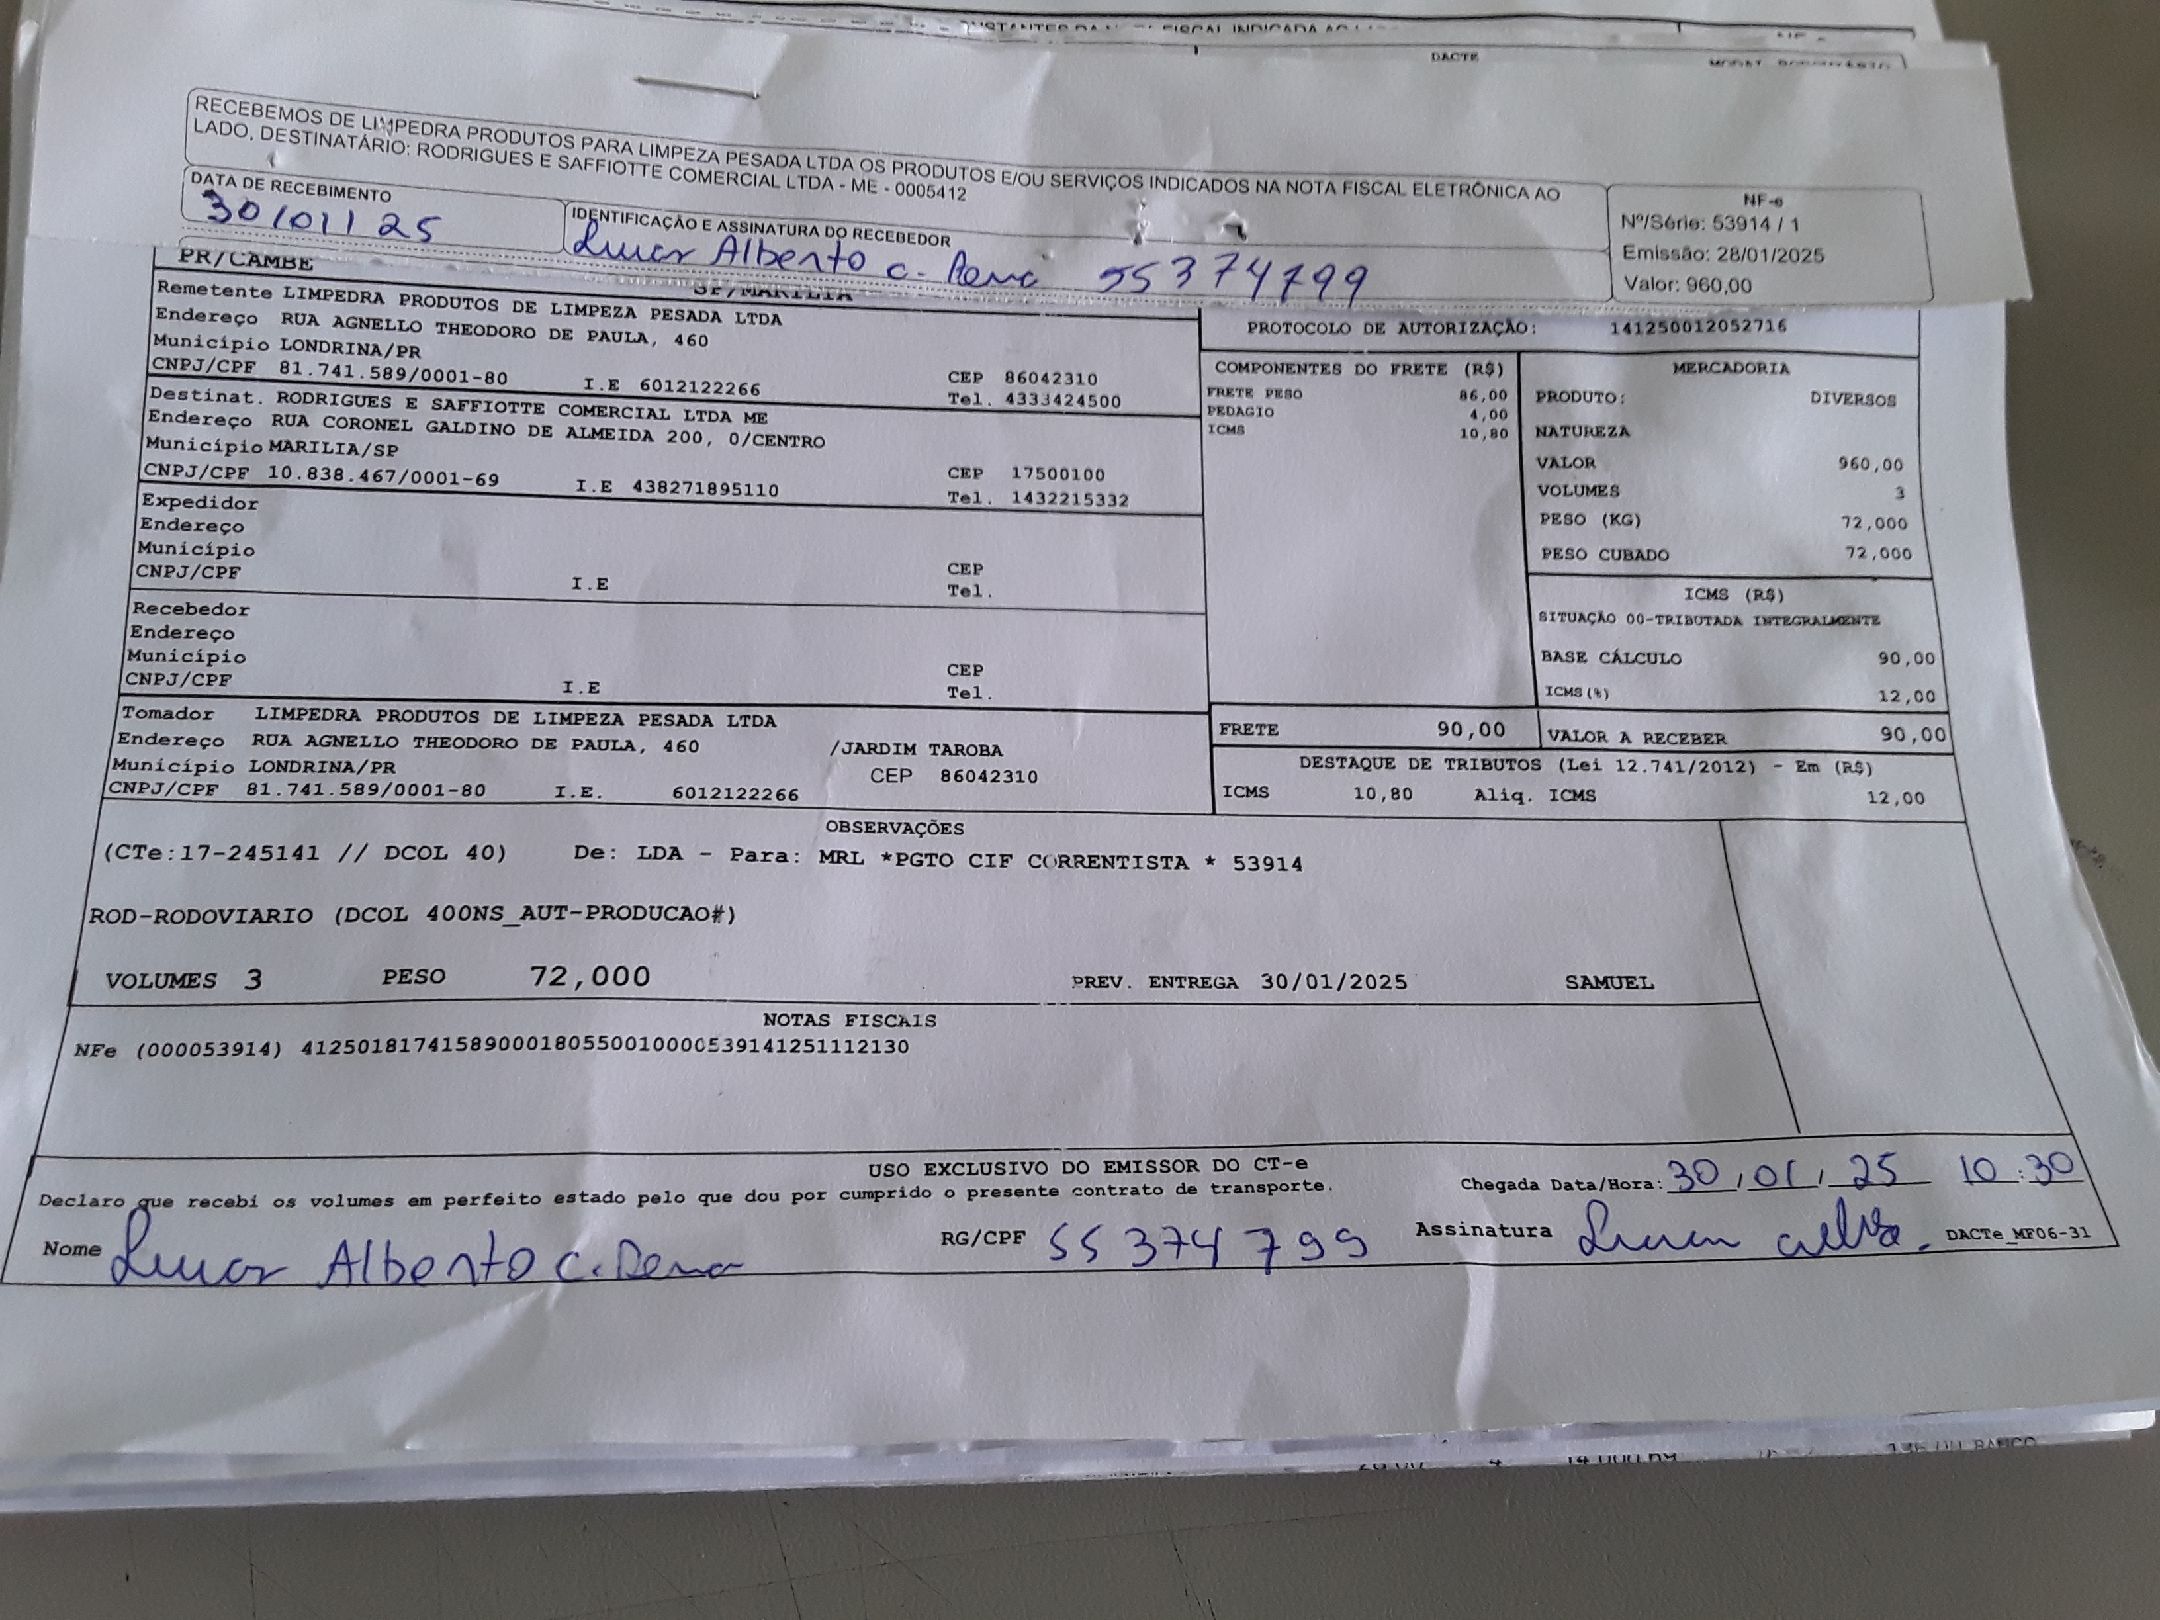 DACTE
RECEBEMOS DE LIMPEDRA PRODUTOS PARA LIMPEZA PESADA LTDA OS PRODUTOS E/OU SERVIÇOS INDICADOS NA NOTA FISCAL ELETRÔNICA AO
LADO. DESTINATÁRIO: RODRIGUES E SAFFIOTTE COMERCIAL LTDA - ME - 0005412
DATA DE RECEBIMENTO
30/01/25
IDENTIFICAÇÃO E ASSINATURA DO RECEBEDOR
Alberto C. 55374799
NF-e
Nº/Série: 53914 / 1
Emissão: 28/01/2025
Valor: 960,00
PR/CAMBE
SP/MARILIA
Remetente LIMPEDRA PRODUTOS DE LIMPEZA PESADA LTDA
Endereço RUA AGNELLO THEODORO DE PAULA, 460
Município LONDRINA/PR
CEP 86042310
CNPJ/CPF 81.741.589/0001-80 I.E 6012122266
Tel. 4333424500
Destinat. RODRIGUES E SAFFIOTTE COMERCIAL LTDA ME
Endereço RUA CORONEL GALDINO DE ALMEIDA 200, 0/CENTRO
Município MARILIA/SP
CEP 17500100
CNPJ/CPF 10.838.467/0001-69 I.E 438271895110
Tel. 1432215332
Expedidor
Endereço
Município
CEP
CNPJ/CPF I.E
Tel.
Recebedor
Endereço
Município
CEP
CNPJ/CPF I.E
Tel.
Tomador LIMPEDRA PRODUTOS DE LIMPEZA PESADA LTDA
Endereço RUA AGNELLO THEODORO DE PAULA, 460 /JARDIM TAROBA
Município LONDRINA/PR CEP 86042310
CNPJ/CPF 81.741.589/0001-80 I.E. 6012122266
PROTOCOLO DE AUTORIZAÇÃO: 141250012052716
COMPONENTES DO FRETE (R$)
FRETE PESO 86,00
PEDAGIO 4,00
ICMS 10,80
MERCADORIA
PRODUTO: DIVERSOS
NATUREZA
VALOR 960,00
VOLUMES 3
PESO (KG) 72,000
PESO CUBADO 72,000
ICMS (R$)
SITUAÇÃO 00-TRIBUTADA INTEGRALMENTE
BASE CÁLCULO 90,00
ICMS(%) 12,00
FRETE 90,00
VALOR A RECEBER 90,00
DESTAQUE DE TRIBUTOS (Lei 12.741/2012) - Em (R$)
ICMS 10,80 Aliq. ICMS 12,00
OBSERVAÇÕES
(CTe:17-245141 // DCOL 40) De: LDA - Para: MRL *PGTO CIF CORRENTISTA * 53914
ROD-RODOVIARIO (DCOL 400NS_AUT-PRODUCAO#)
VOLUMES 3 PESO 72,000 PREV. ENTREGA 30/01/2025 SAMUEL
NOTAS FISCAIS
NFe (000053914) 41250181741589000180550010000539141251112130
USO EXCLUSIVO DO EMISSOR DO CT-e
Declaro que recebi os volumes em perfeito estado pelo que dou por cumprido o presente contrato de transporte.
Chegada Data/Hora: 30/01/25 10:30
Nome Alberto C. RG/CPF 55374799 Assinatura
DACTe_MF06-31